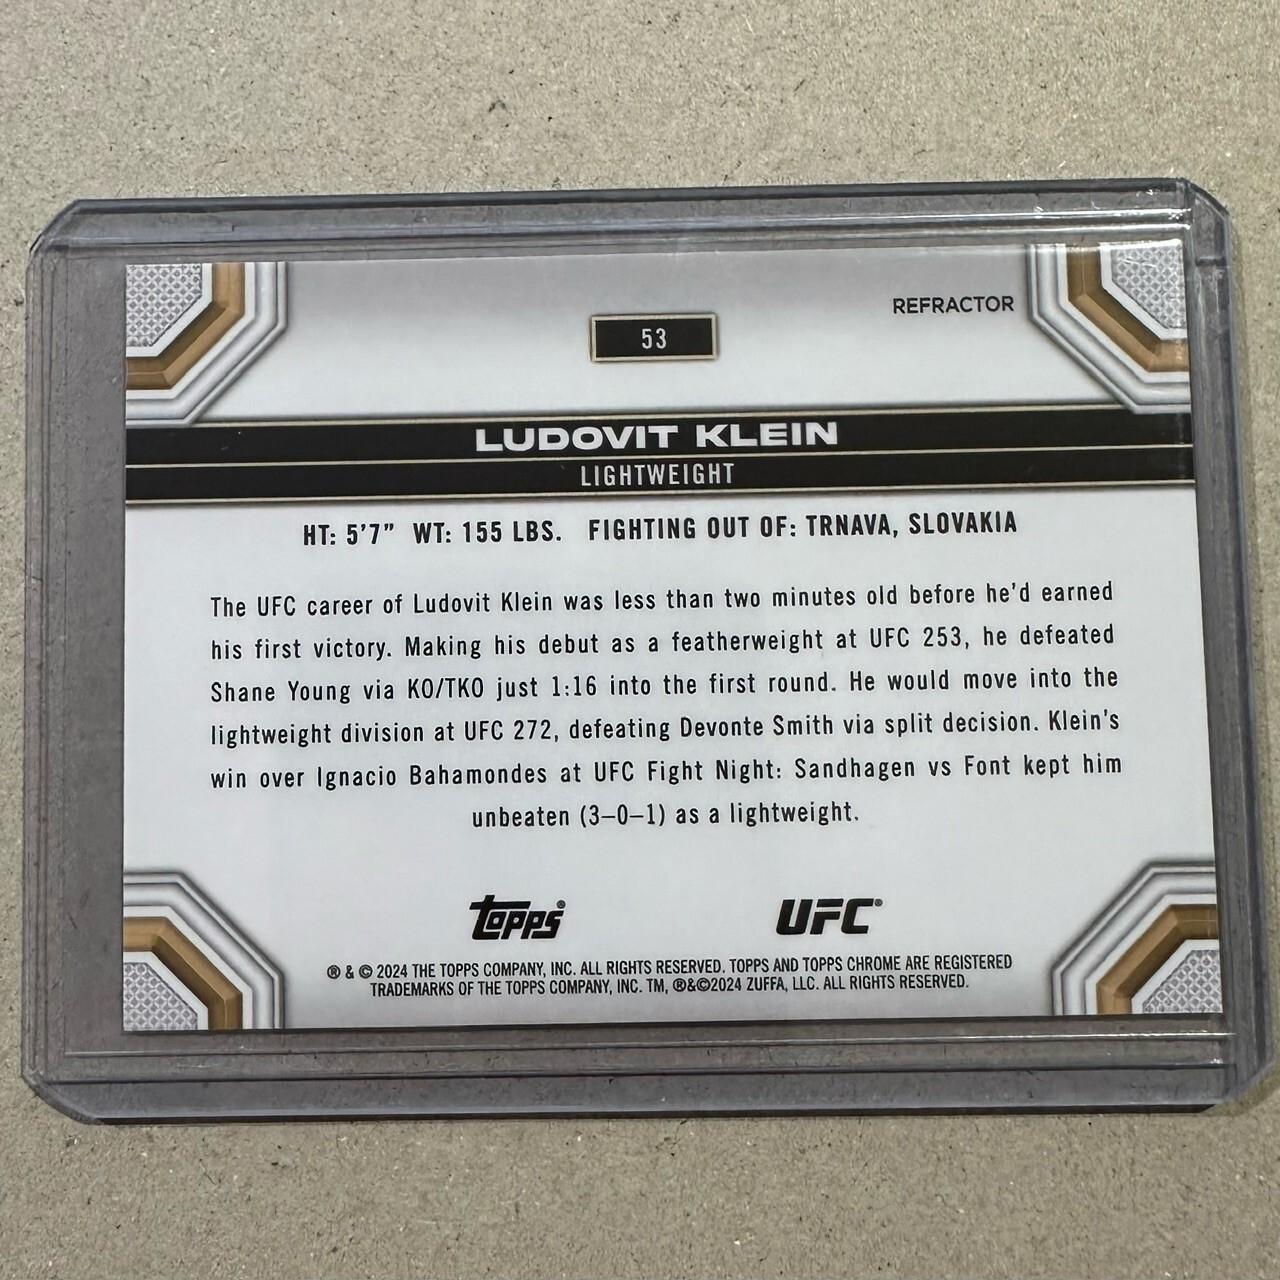 REFRACTOR
53
LUDOVIT KLEIN
LIGHTWEIGHT
HT: 5'7" WT: 155 LBS. FIGHTING OUT OF: TRNAVA, SLOVAKIA
The UFC career of Ludovit Klein was less than two minutes old before he'd earned
his first victory. Making his debut as a featherweight at UFC 253, he defeated
Shane Young via KO/TKO just 1:16 into the first round. He would move into the
lightweight division at UFC 272, defeating Devonte Smith via split decision. Klein's
win over Ignacio Bahamondes at UFC Fight Night: Sandhagen vs Font kept him
unbeaten (3–0–1) as a lightweight.
Topps® UFC®
® & © 2024 THE TOPPS COMPANY, INC. ALL RIGHTS RESERVED. TOPPS AND TOPPS CHROME ARE REGISTERED
TRADEMARKS OF THE TOPPS COMPANY, INC. TM, ®&©2024 ZUFFA, LLC. ALL RIGHTS RESERVED.